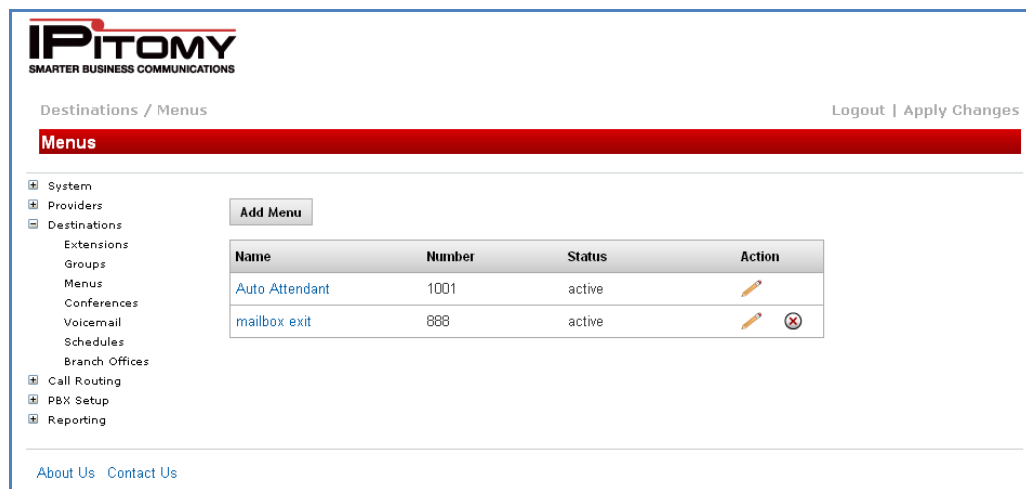 IPITOMY
SMARTER BUSINESS COMMUNICATIONS
Destinations / Menus
Logout | Apply Changes
Menus
System
Providers
Destinations
Extensions
Groups
Menus
Conferences
Voicemail
Schedules
Branch Offices
Call Routing
PBX Setup
Reporting
Add Menu
Name Number Status Action
Auto Attendant 1001 active
mailbox exit 888 active
About Us Contact Us